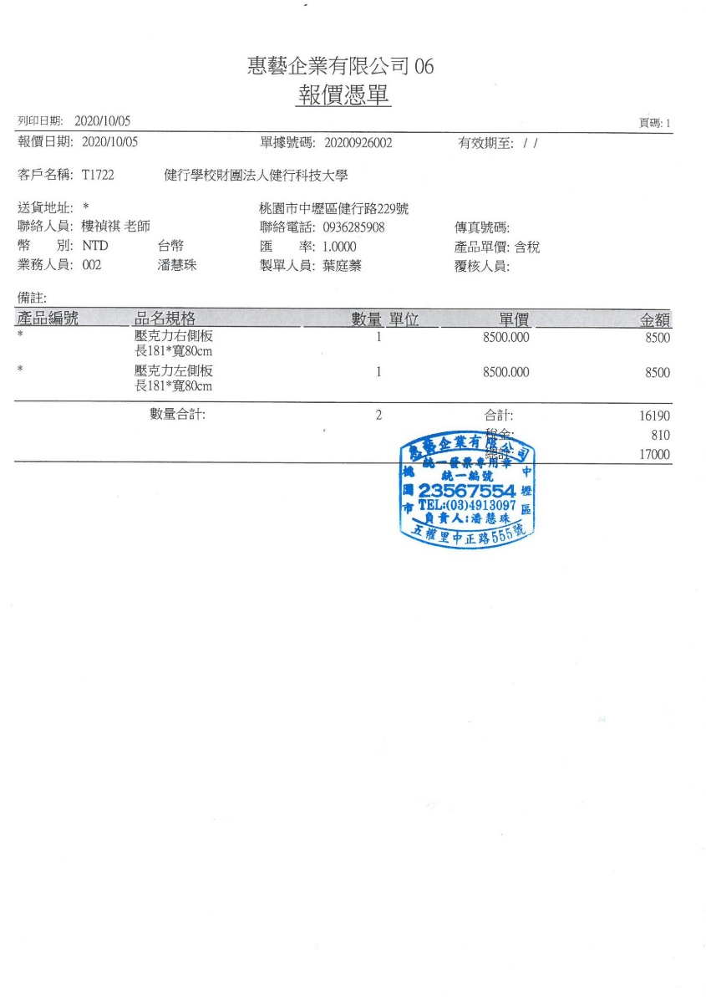 惠藝企業有限公司 06
報價憑單
列印日期: 2020/10/05 頁碼: 1
報價日期: 2020/10/05 單據號碼: 20200926002 有效期至: / /
客戶名稱: T1722 健行學校財團法人健行科技大學
送貨地址: * 桃園市中壢區健行路229號
聯絡人員: 樓禎祺 老師 聯絡電話: 0936285908 傳真號碼:
幣 別: NTD 台幣 匯 率: 1.0000 產品單價: 含稅
業務人員: 002 潘慧珠 製單人員: 葉庭蓁 覆核人員:
備註:
產品編號 品名規格 數量 單位 單價 金額
* 壓克力右側板 1 8500.000 8500
長181*寬80cm
* 壓克力左側板 1 8500.000 8500
長181*寬80cm
數量合計: 2 合計: 16190
稅金: 810
總計: 17000
惠藝企業有限公司
統一發票專用章
統一編號
23567554
TEL:(03)4913097
負責人:潘慧珠
桃園市
中壢區
五權里中正路555號